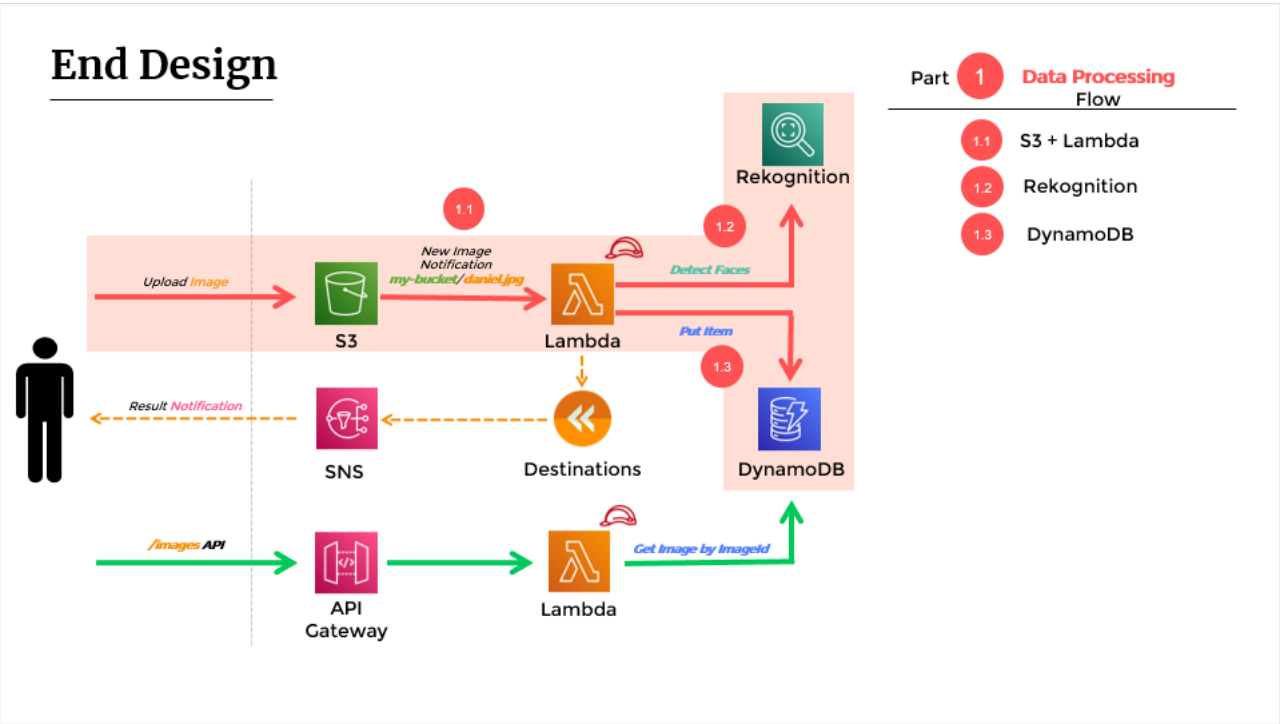 End Design
Part 1 Data Processing
Flow
1.1 S3 + Lambda
1.2 Rekognition
1.3 DynamoDB
Rekognition
1.1
1.2
New Image
Notification
my-bucket/daniel.jpg
Upload Image
Detect Faces
S3
Lambda
Put Item
1.3
Result Notification
SNS
Destinations
DynamoDB
/images API
Get Image by ImageId
API
Gateway
Lambda